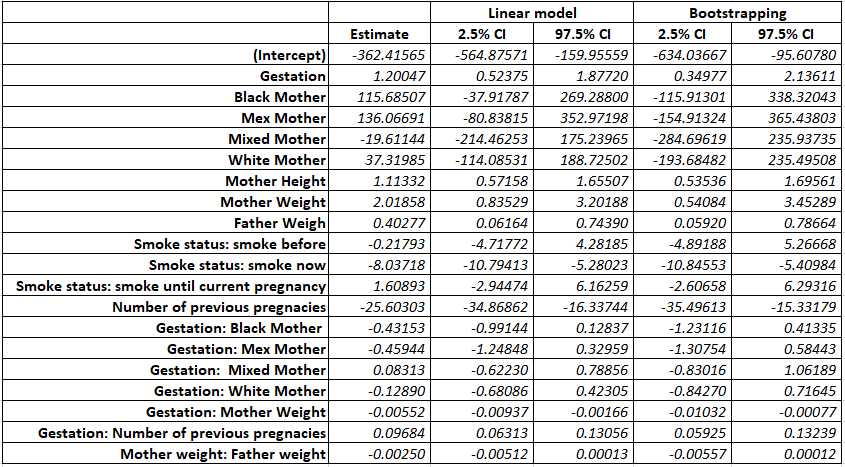 Linear model Bootstrapping
Estimate 2.5% CI 97.5% CI 2.5% CI 97.5% CI
(Intercept) -362.41565 -564.87571 -159.95559 -634.03667 -95.60780
Gestation 1.20047 0.52375 1.87720 0.34977 2.13611
Black Mother 115.68507 -37.91787 269.28800 -115.91301 338.32043
Mex Mother 136.06691 -80.83815 352.97198 -154.91324 365.43803
Mixed Mother -19.61144 -214.46253 175.23965 -284.69619 235.93735
White Mother 37.31985 -114.08531 188.72502 -193.68482 235.49508
Mother Height 1.11332 0.57158 1.65507 0.53536 1.69561
Mother Weight 2.01858 0.83529 3.20188 0.54084 3.45289
Father Weigh 0.40277 0.06164 0.74390 0.05920 0.78664
Smoke status: smoke before -0.21793 -4.71772 4.28185 -4.89188 5.26668
Smoke status: smoke now -8.03718 -10.79413 -5.28023 -10.84553 -5.40984
Smoke status: smoke until current pregnancy 1.60893 -2.94474 6.16259 -2.60658 6.29316
Number of previous pregnacies -25.60303 -34.86862 -16.33744 -35.49613 -15.33179
Gestation: Black Mother -0.43153 -0.99144 0.12837 -1.23116 0.41335
Gestation: Mex Mother -0.45944 -1.24848 0.32959 -1.30754 0.58443
Gestation: Mixed Mother 0.08313 -0.62230 0.78856 -0.83016 1.06189
Gestation: White Mother -0.12890 -0.68086 0.42305 -0.84270 0.71645
Gestation: Mother Weight -0.00552 -0.00937 -0.00166 -0.01032 -0.00077
Gestation: Number of previous pregnacies 0.09684 0.06313 0.13056 0.05925 0.13239
Mother weight: Father weight -0.00250 -0.00512 0.00013 -0.00557 0.00012